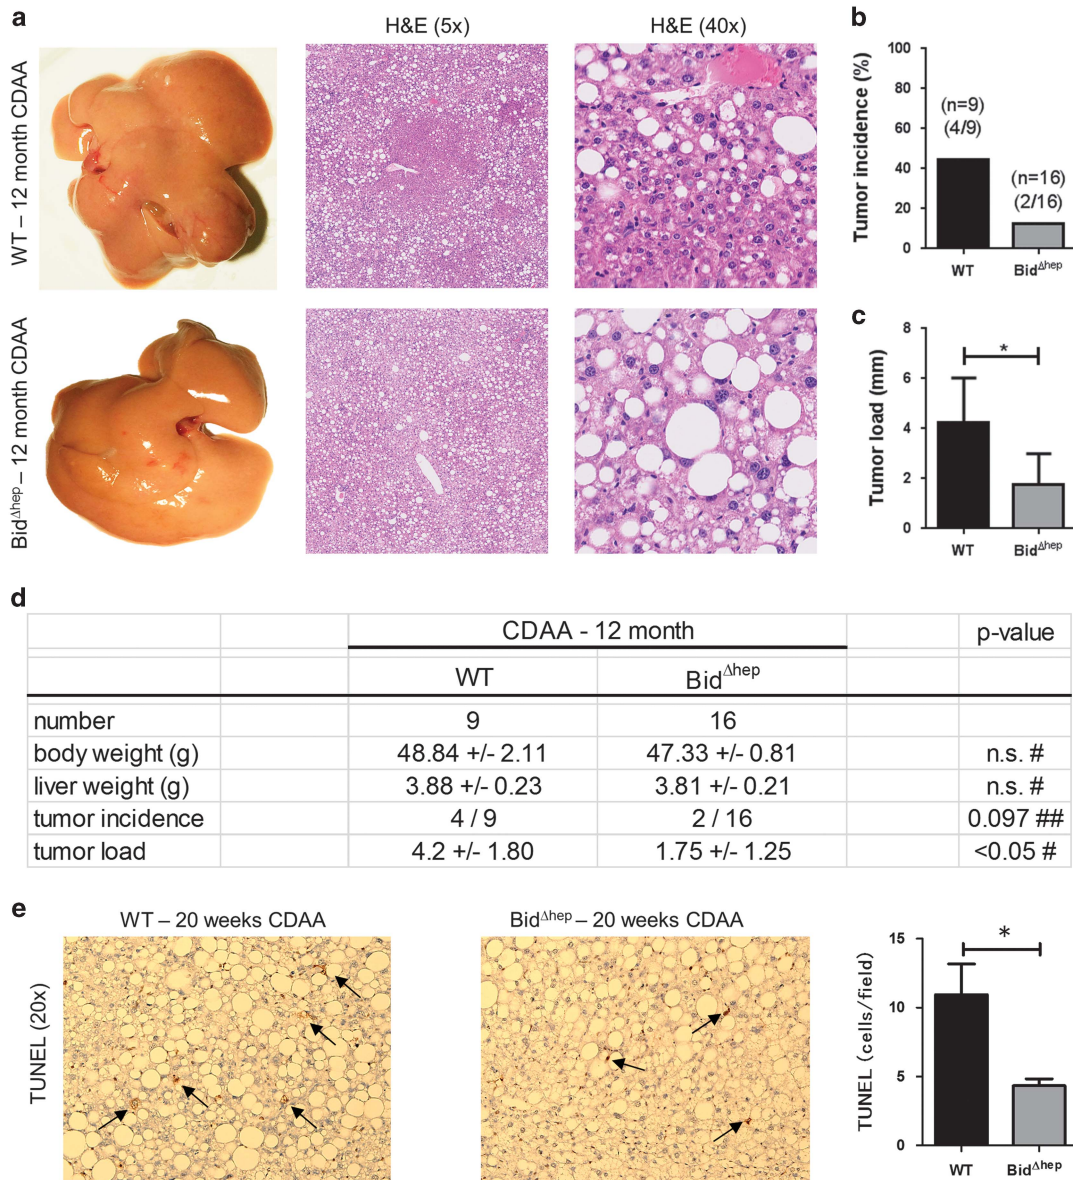 a
H&E (5x)
H&E (40x)
WT – 12 month CDAA
Bid^Δhep – 12 month CDAA
b
Tumor incidence (%)
100
80
60
40
20
0
(n=9)
(4/9)
(n=16)
(2/16)
WT
Bid^Δhep
c
Tumor load (mm)
8
6
4
2
0
*
WT
Bid^Δhep
d
CDAA - 12 month p-value
WT Bid^Δhep
number 9 16
body weight (g) 48.84 +/- 2.11 47.33 +/- 0.81 n.s. #
liver weight (g) 3.88 +/- 0.23 3.81 +/- 0.21 n.s. #
tumor incidence 4 / 9 2 / 16 0.097 ##
tumor load 4.2 +/- 1.80 1.75 +/- 1.25 <0.05 #
e
WT – 20 weeks CDAA
Bid^Δhep – 20 weeks CDAA
TUNEL (20x)
TUNEL (cells/field)
15
10
5
0
*
WT
Bid^Δhep